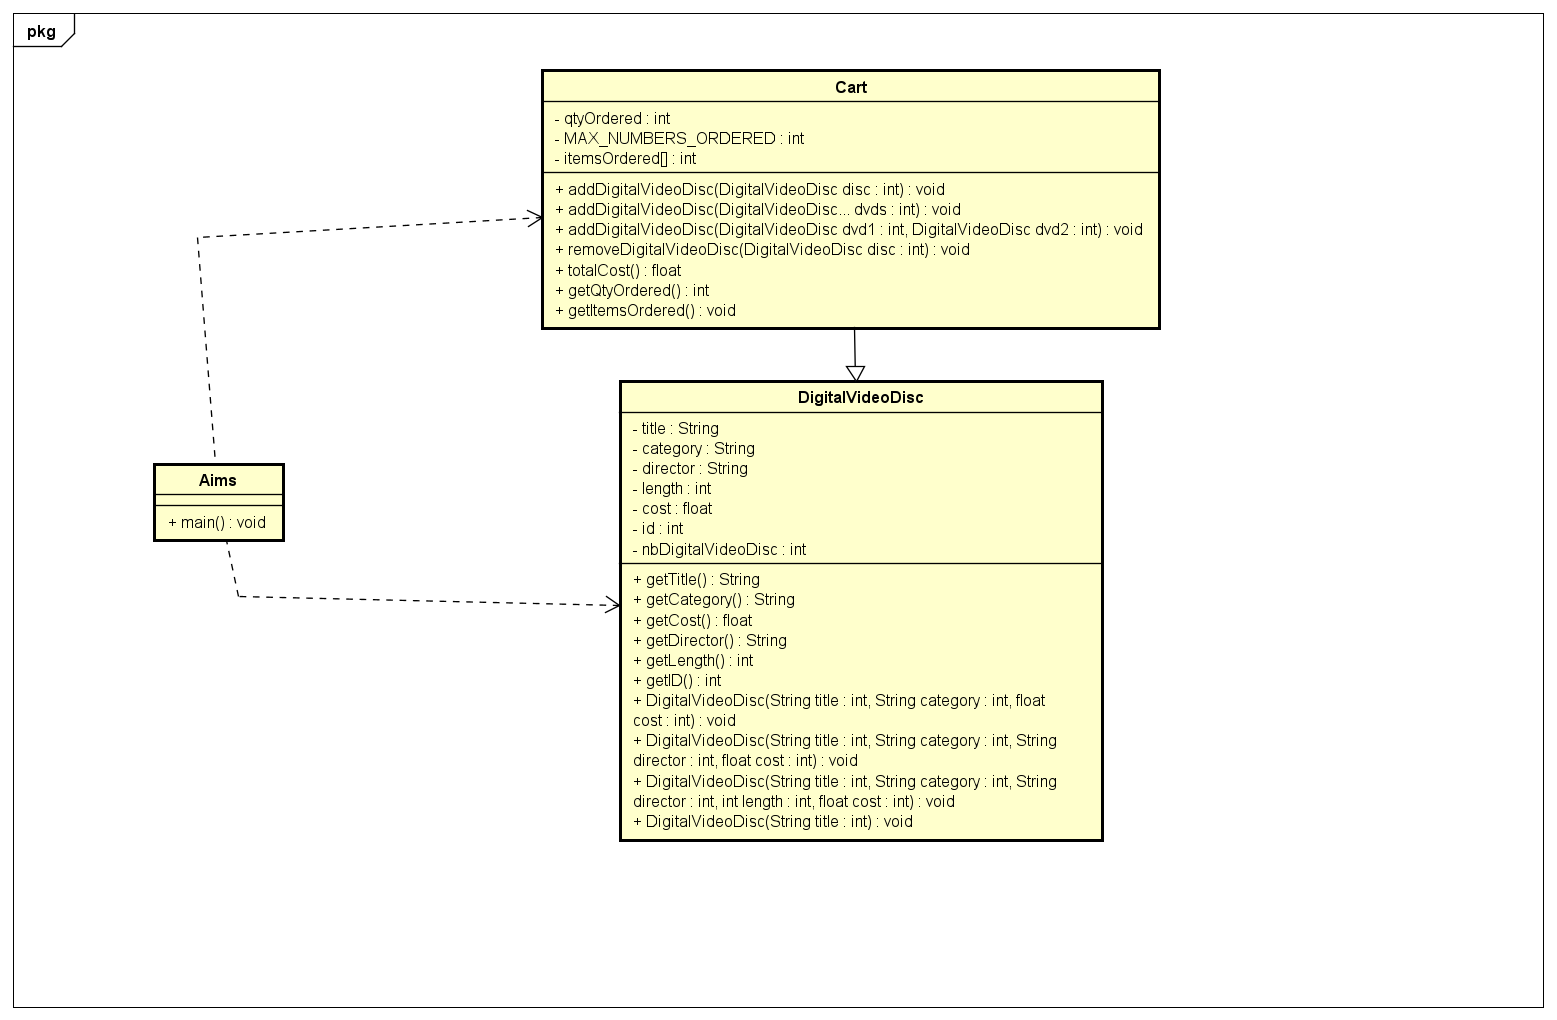 pkg
Cart
- qtyOrdered : int
- MAX_NUMBERS_ORDERED : int
- itemsOrdered[] : int
+ addDigitalVideoDisc(DigitalVideoDisc disc : int) : void
+ addDigitalVideoDisc(DigitalVideoDisc... dvds : int) : void
+ addDigitalVideoDisc(DigitalVideoDisc dvd1 : int, DigitalVideoDisc dvd2 : int) : void
+ removeDigitalVideoDisc(DigitalVideoDisc disc : int) : void
+ totalCost() : float
+ getQtyOrdered() : int
+ getItemsOrdered() : void
Aims
+ main() : void
DigitalVideoDisc
- title : String
- category : String
- director : String
- length : int
- cost : float
- id : int
- nbDigitalVideoDisc : int
+ getTitle() : String
+ getCategory() : String
+ getCost() : float
+ getDirector() : String
+ getLength() : int
+ getID() : int
+ DigitalVideoDisc(String title : int, String category : int, float
cost : int) : void
+ DigitalVideoDisc(String title : int, String category : int, String
director : int, float cost : int) : void
+ DigitalVideoDisc(String title : int, String category : int, String
director : int, int length : int, float cost : int) : void
+ DigitalVideoDisc(String title : int) : void